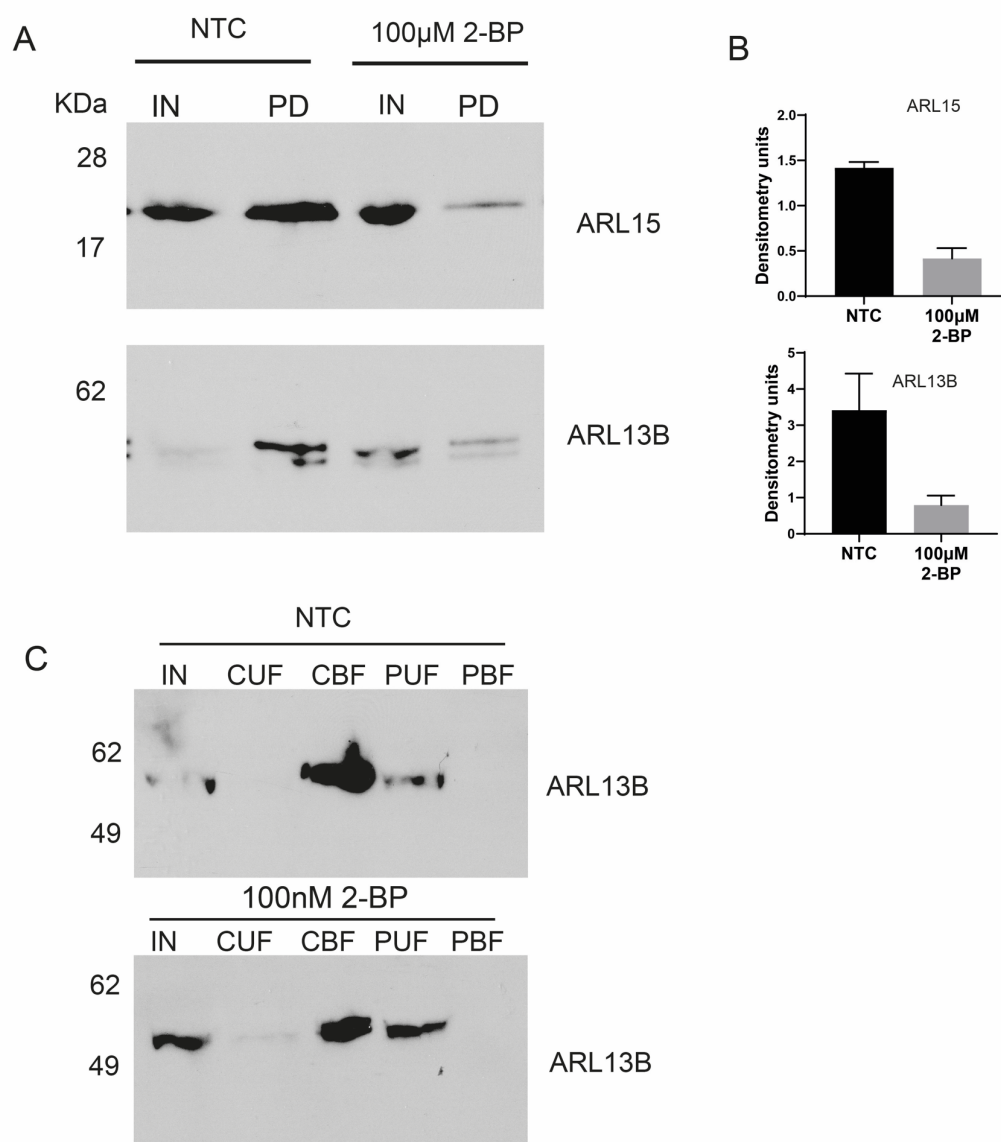 A
NTC
100µM 2-BP
KDa
IN
PD
IN
PD
28
17
ARL15
62
ARL13B
B
ARL15
Densitometry units
2.0
1.5
1.0
0.5
0.0
NTC
100µM
2-BP
ARL13B
Densitometry units
5
4
3
2
1
0
NTC
100µM
2-BP
C
NTC
IN CUF CBF PUF PBF
62
49
ARL13B
100nM 2-BP
IN CUF CBF PUF PBF
62
49
ARL13B